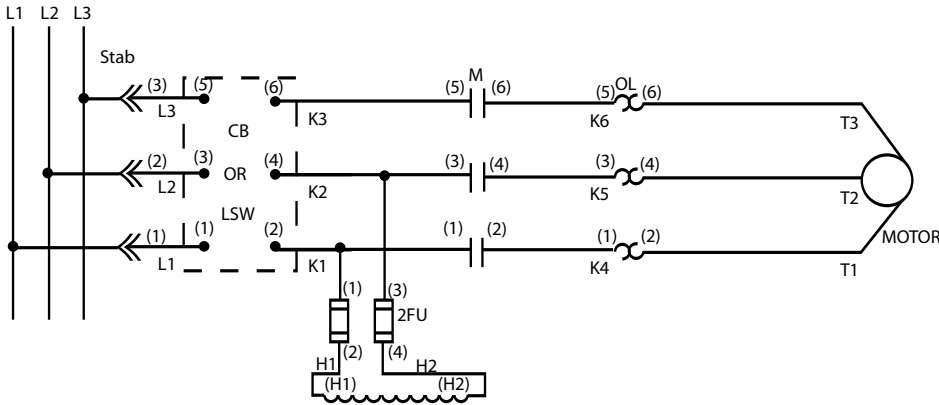 L1 L2 L3
Stab
(3) (5) (6) (5) M (6) (5) OL (6)
L3 K3 K6 T3
CB
(2) (3) (4) (3) (4) (3) (4)
L2 OR K2 K5 T2
LSW
(1) (1) (2) (1) (2) (1) (2) MOTOR
L1 K1 K4 T1
(1) (3)
2FU
(2) (4)
H1 H2
(H1) (H2)